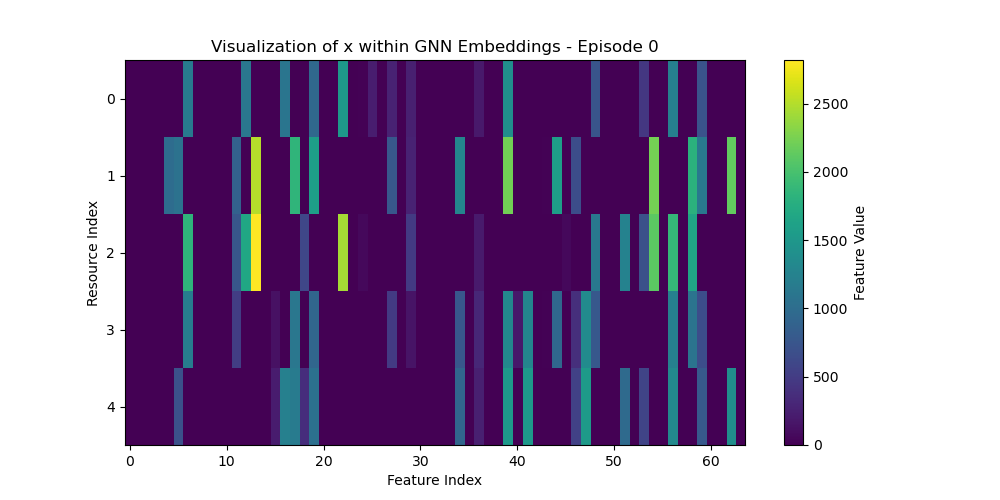 Visualization of x within GNN Embeddings - Episode 0
Resource Index
0
1
2
3
4
0 10 20 30 40 50 60
Feature Index
2500
2000
1500
1000
500
0
Feature Value